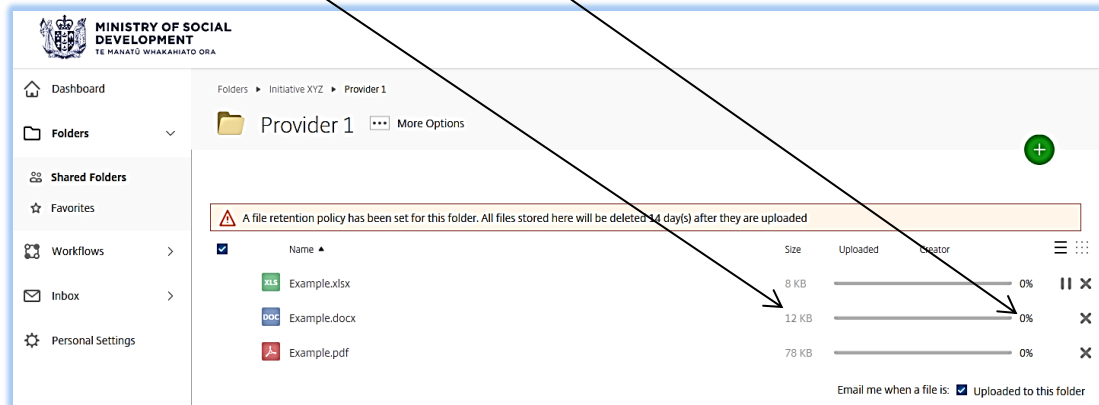 MINISTRY OF SOCIAL
DEVELOPMENT
TE MANATŪ WHAKAHIATO ORA
Dashboard
Folders
Shared Folders
Favorites
Workflows
Inbox
Personal Settings
Folders ▸ Initiative XYZ ▸ Provider 1
Provider 1 ••• More Options
A file retention policy has been set for this folder. All files stored here will be deleted 14 day(s) after they are uploaded
Name Size Uploaded Creator
XLS Example.xlsx 8 KB 0%
DOC Example.docx 12 KB 0%
Example.pdf 78 KB 0%
Email me when a file is: Uploaded to this folder